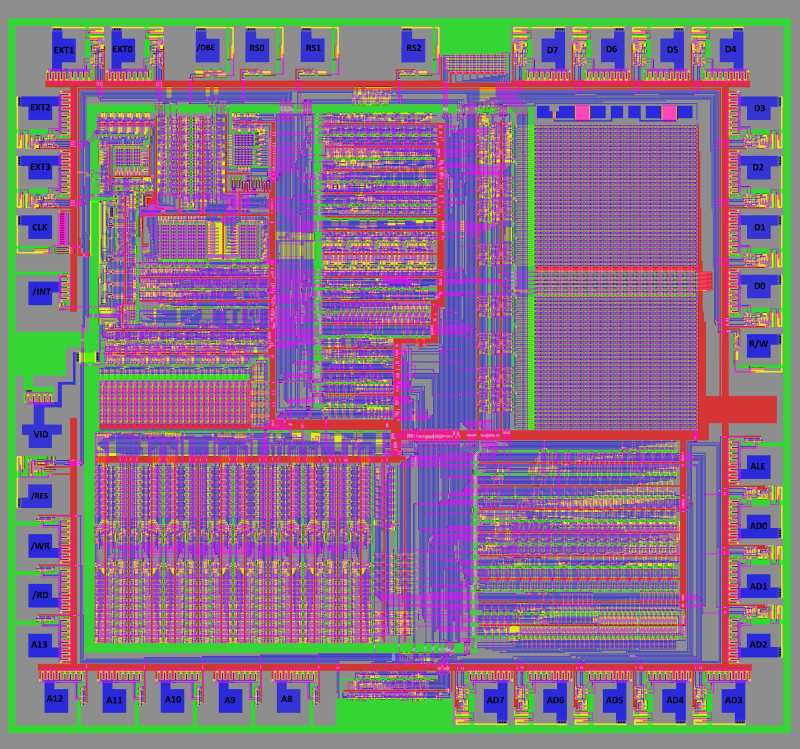 EXT1
EXT0
/DBE
RS0
RS1
RS2
D7
D6
D5
D4
EXT2
D3
EXT3
D2
CLK
D1
/INT
D0
R/W
VID
ALE
/RES
AD0
/WR
AD1
/RD
A13
AD2
A12
A11
A10
A9
A8
AD7
AD6
AD5
AD4
AD3